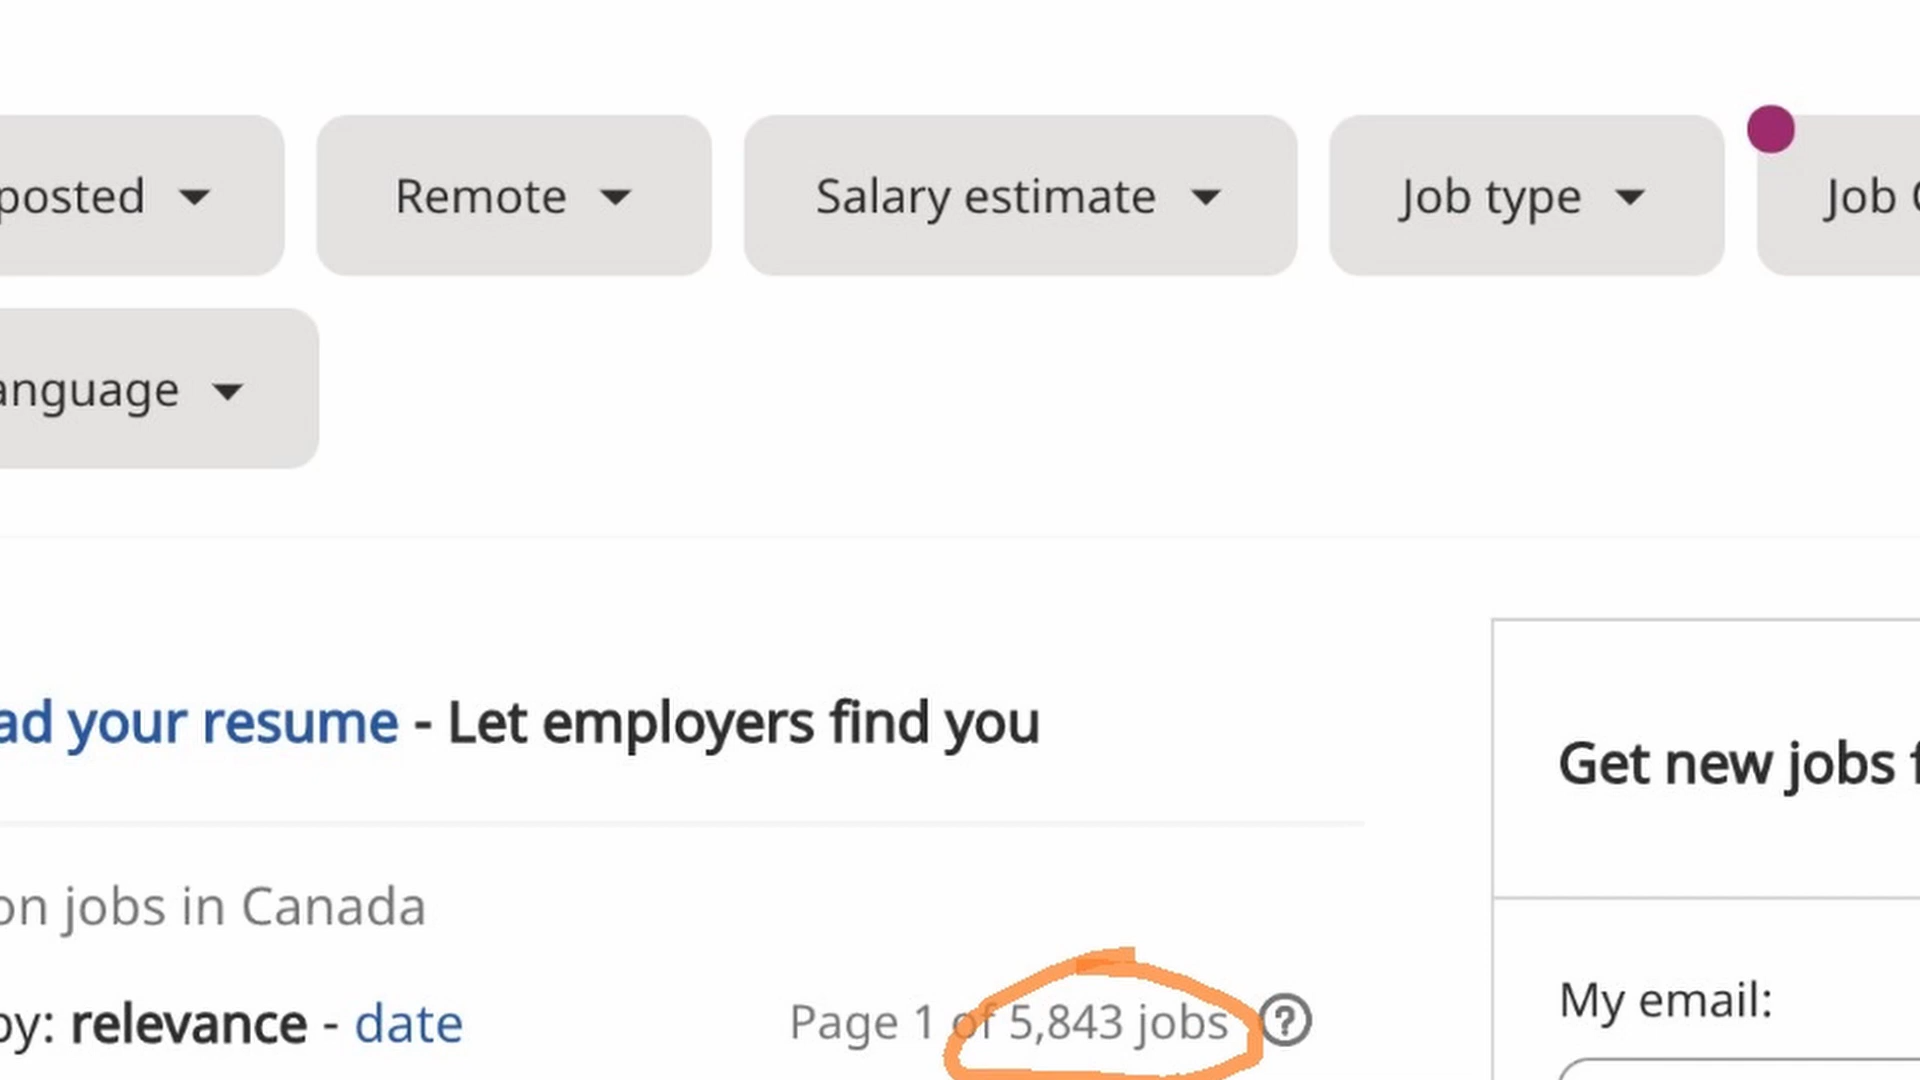 posted
Remote
Salary estimate
Job type
Job
anguage
ad your resume - Let employers find you
Get new jobs f
on jobs in Canada
My email:
by: relevance - date
Page 1 of 5,843 jobs ?